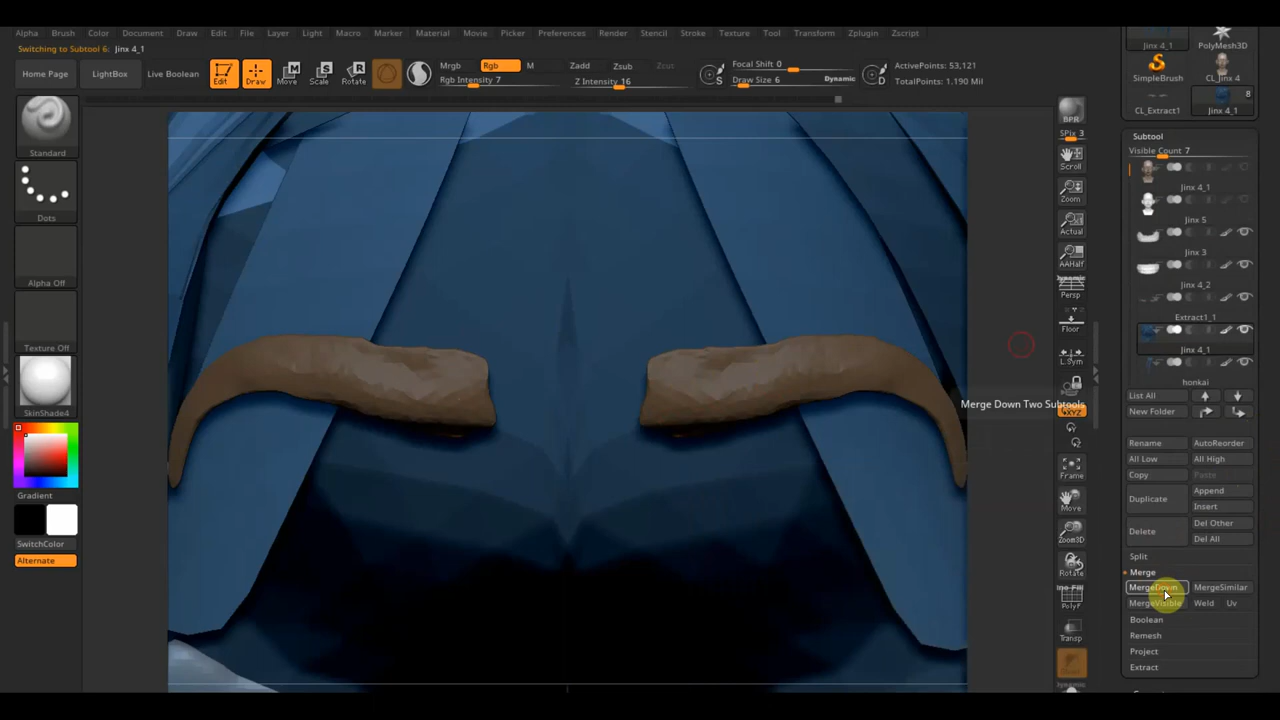 Alpha Brush Color Document Draw Edit File Layer Light Macro Marker Material Movie Picker Preferences Render Stencil Stroke Texture Tool Transform Zplugin Zscript
Switching to Subtool 6: Jinx 4_1
Home Page
LightBox
Live Boolean
Edit
Draw
Move
Scale
Rotate
Mrgb Rgb M
Rgb Intensity 7
Zadd Zsub Zcut
Z Intensity 16
S
Focal Shift 0
Draw Size 6 Dynamic
D
ActivePoints: 53,121
TotalPoints: 1.190 Mil
Standard
Dots
Alpha Off
Texture Off
SkinShade4
Gradient
SwitchColor
Alternate
BPR
SPix 3
Scroll
Zoom
Actual
AAHalf
Dynamic
Persp
Floor
L.Sym
XYZ
Frame
Move
Zoom3D
Rotate
PolyF
Transp
Merge Down Two Subtools
Jinx 4_1
PolyMesh3D
SimpleBrush CL_Jinx 4
8
CL_Extract1 Jinx 4_1
Subtool
Visible Count 7
Jinx 4_1
Jinx 5
Jinx 3
Jinx 4_2
Extract1_1
Jinx 4_1
honkai
List All
New Folder
Rename AutoReorder
All Low All High
Copy Paste
Duplicate Append
Insert
Delete Del Other
Del All
Split
Merge
MergeDown MergeSimilar
MergeVisible Weld Uv
Boolean
Remesh
Project
Extract